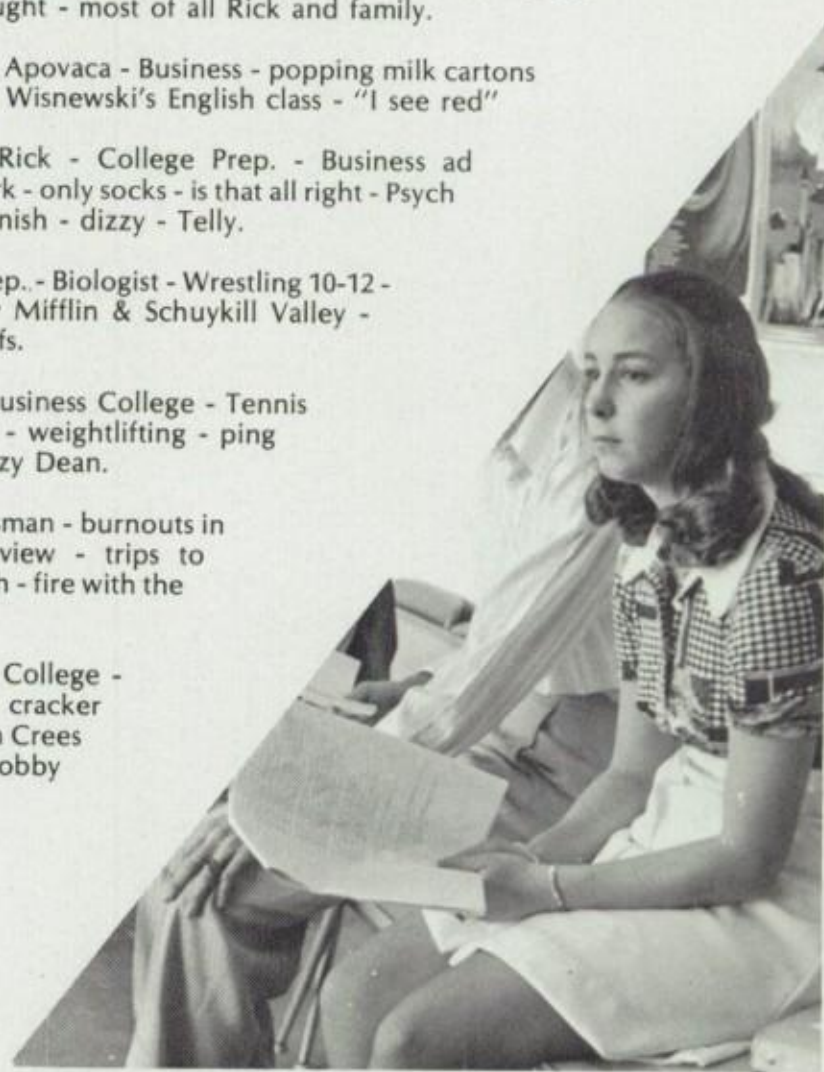 ught - most of all Rick and family.
Apovaca - Business - popping milk cartons
Wisnewski's English class - "I see red"
Rick - College Prep. - Business ad
k - only socks - is that all right - Psych
nish - dizzy - Telly.
ep. - Biologist - Wrestling 10-12 -
Mifflin & Schuykill Valley -
fs.
usiness College - Tennis
- weightlifting - ping
zy Dean.
man - burnouts in
view - trips to
- fire with the
College -
cracker
Crees
obby